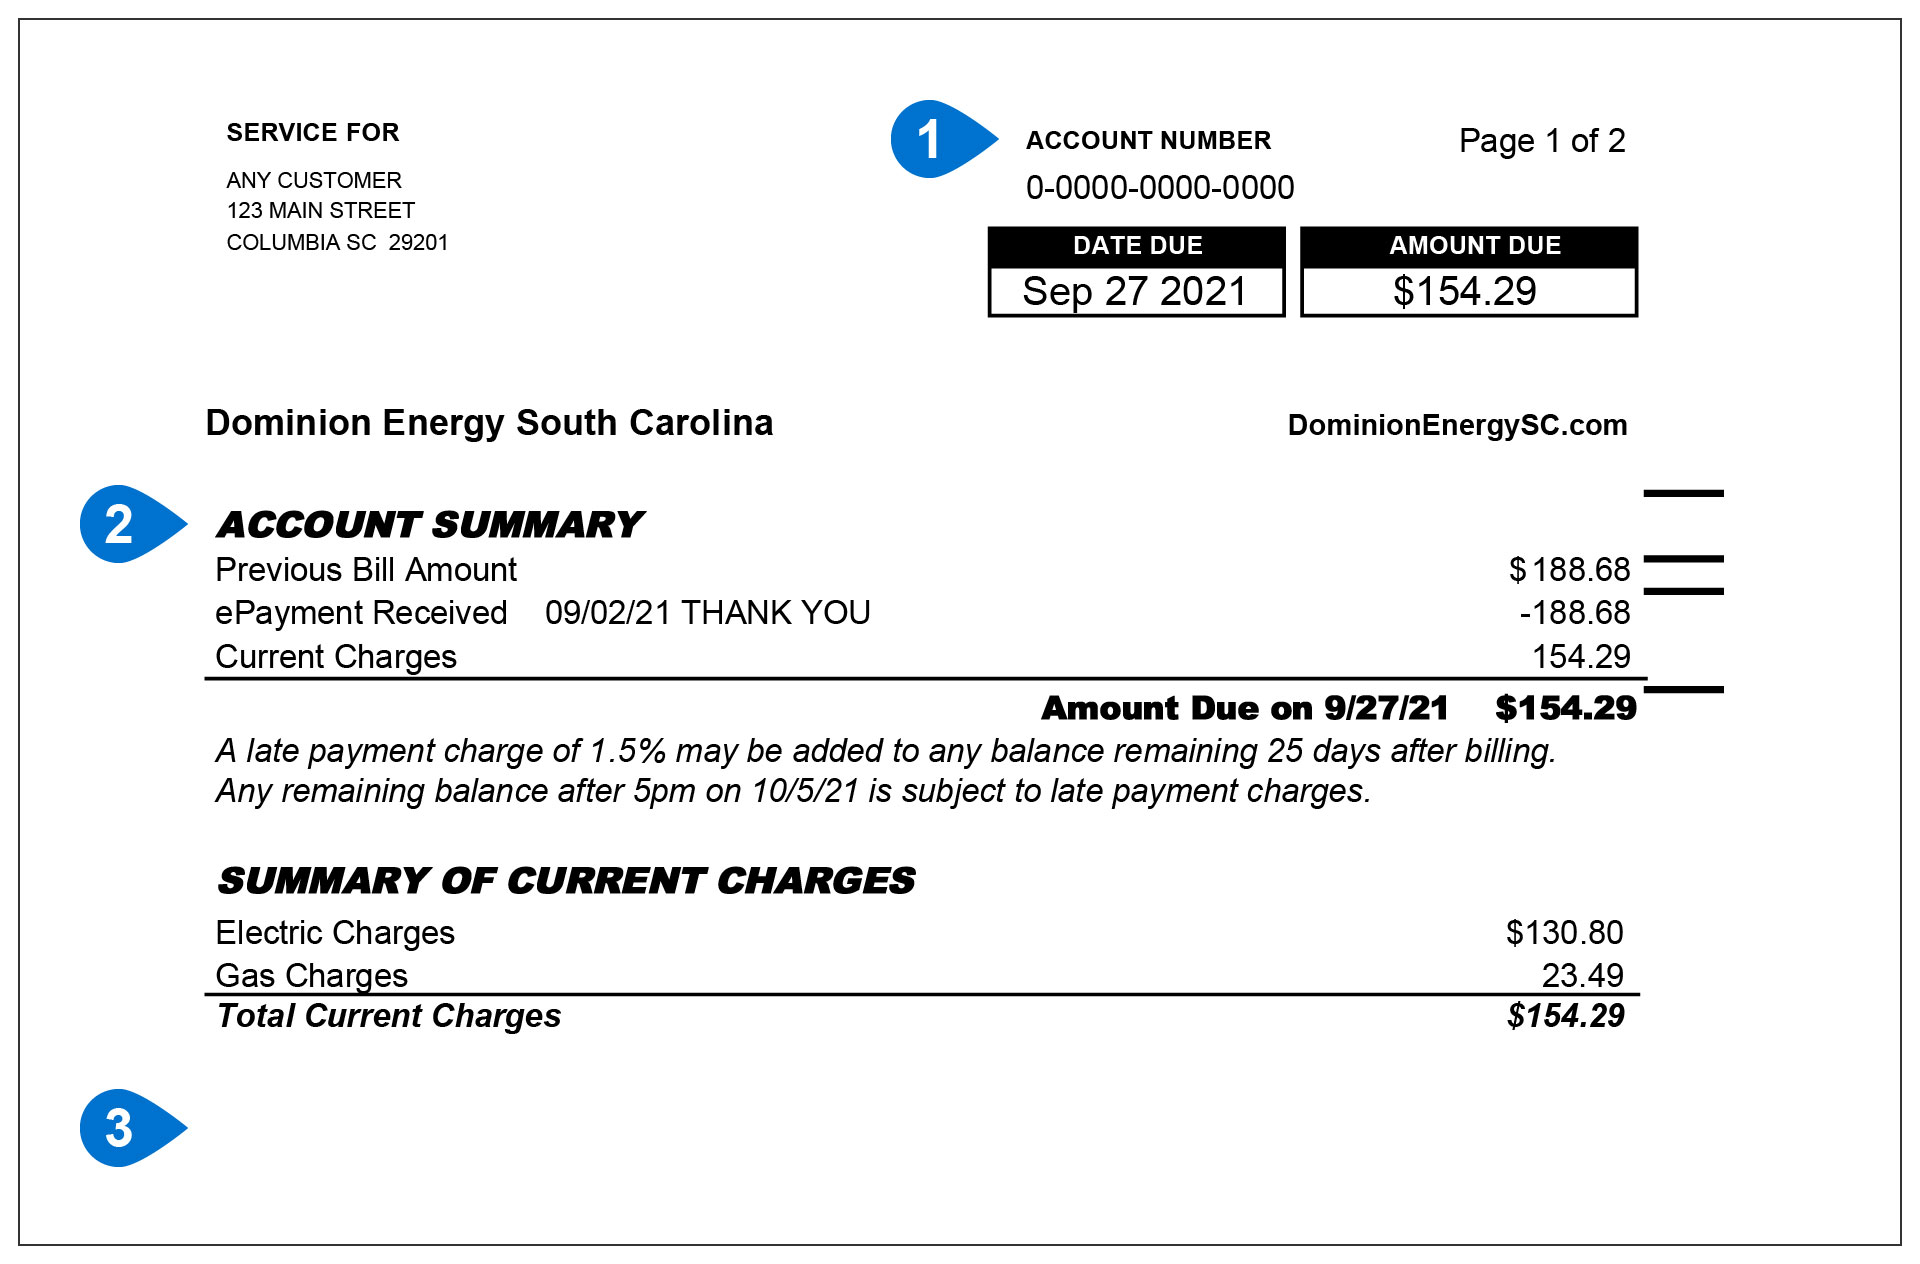 SERVICE FOR
ANY CUSTOMER
123 MAIN STREET
COLUMBIA SC 29201
1
ACCOUNT NUMBER
Page 1 of 2
0-0000-0000-0000
DATE DUE
AMOUNT DUE
Sep 27 2021
$154.29
Dominion Energy South Carolina
DominionEnergySC.com
2
ACCOUNT SUMMARY
Previous Bill Amount $188.68
ePayment Received 09/02/21 THANK YOU -188.68
Current Charges 154.29
Amount Due on 9/27/21 $154.29
A late payment charge of 1.5% may be added to any balance remaining 25 days after billing.
Any remaining balance after 5pm on 10/5/21 is subject to late payment charges.
SUMMARY OF CURRENT CHARGES
Electric Charges $130.80
Gas Charges 23.49
Total Current Charges $154.29
3